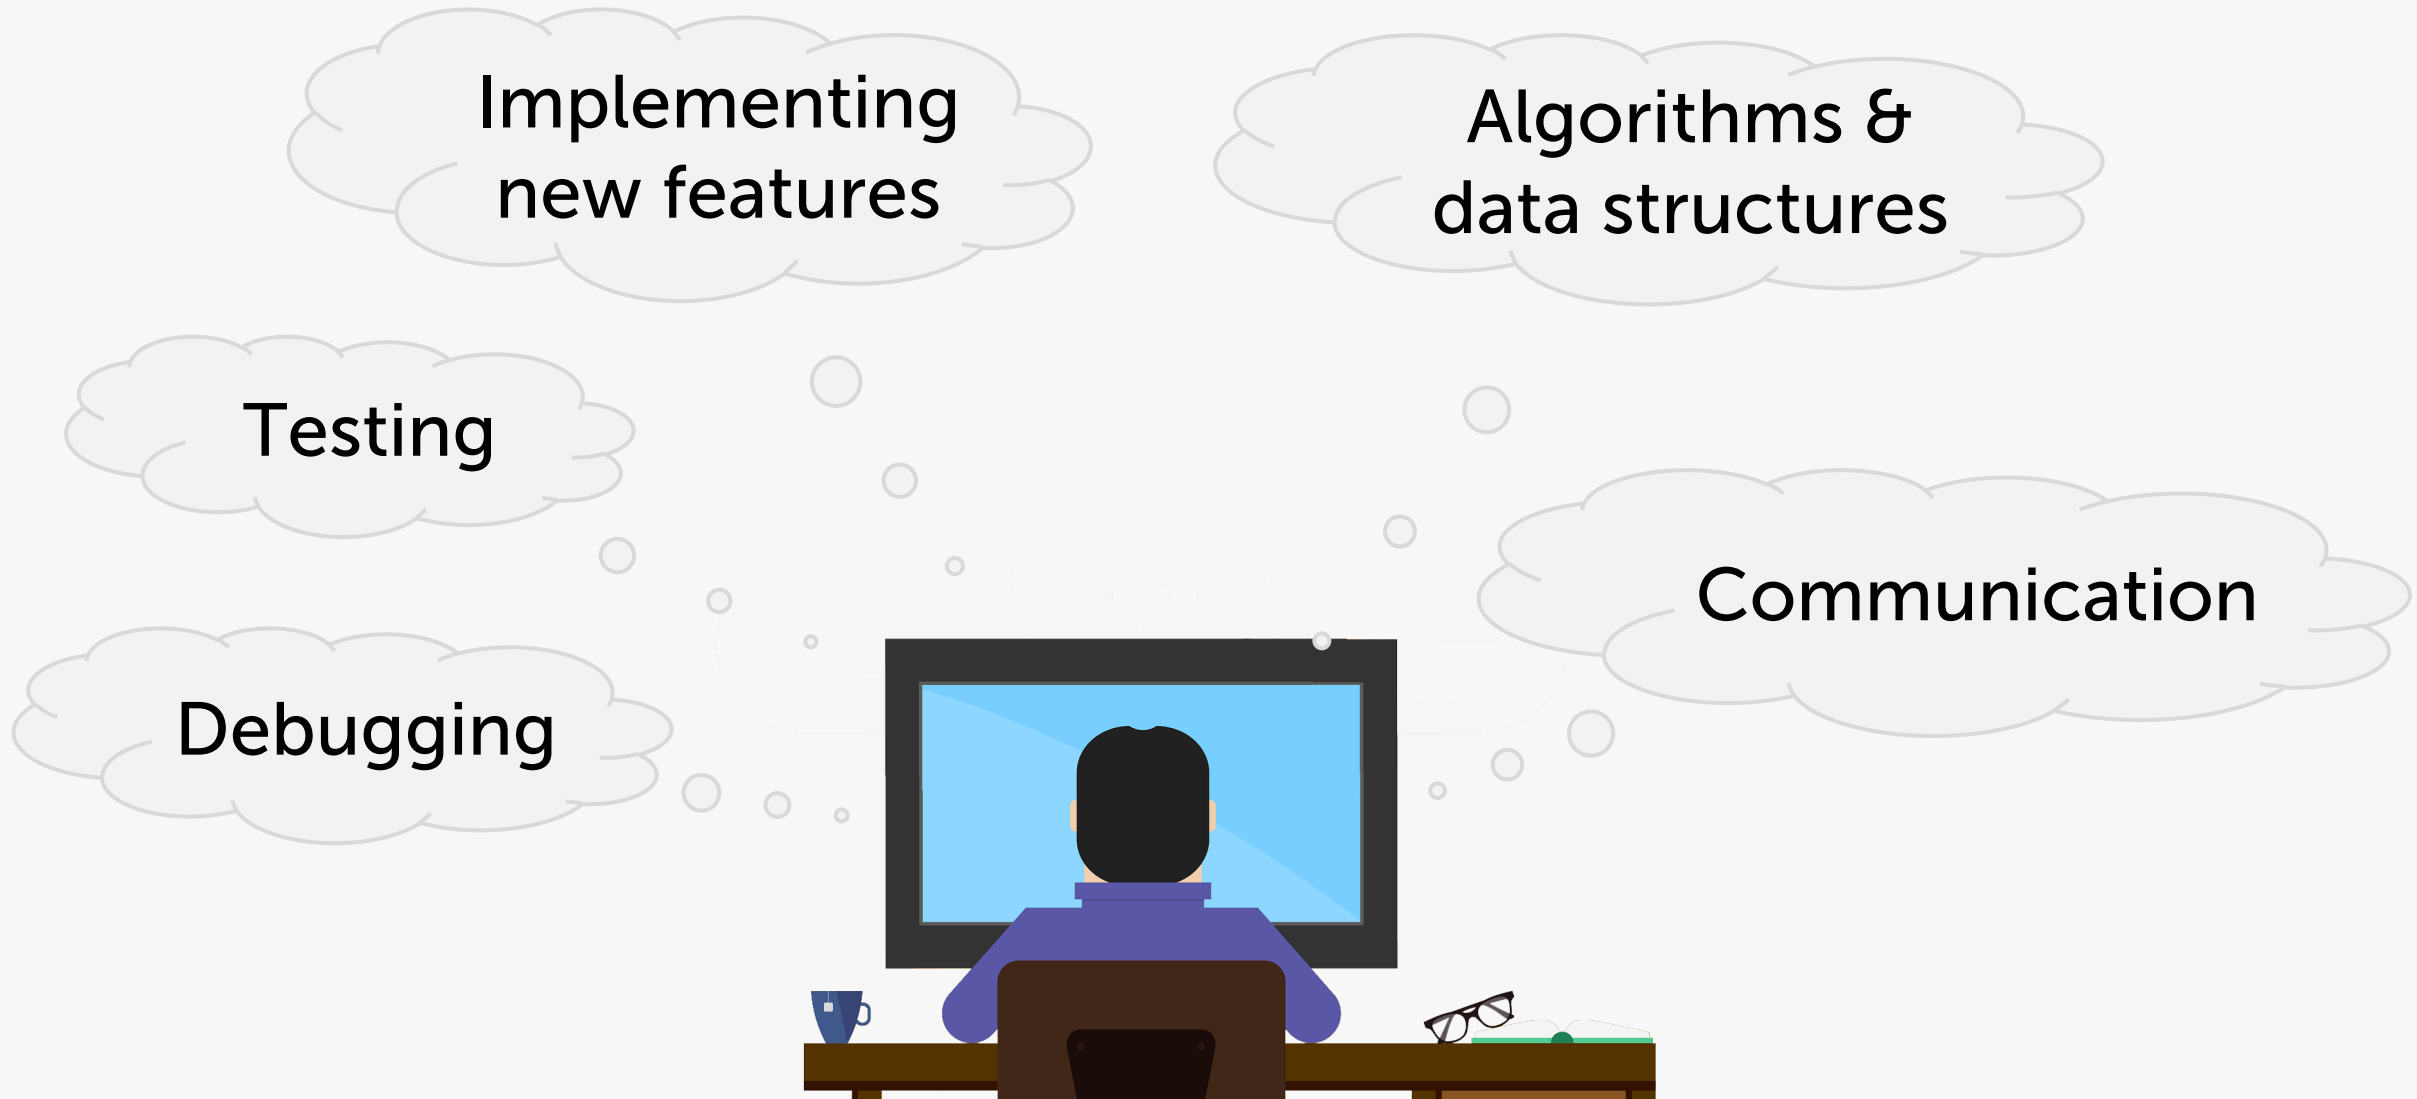 Implementing
new features
Algorithms &
data structures
Testing
Communication
Debugging